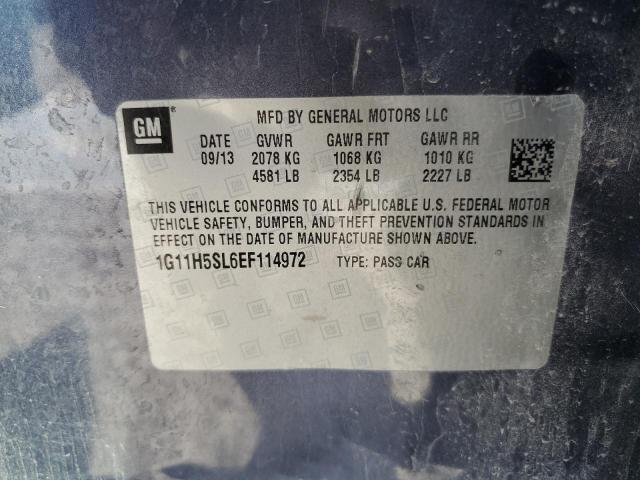 GM MFD BY GENERAL MOTORS LLC
DATE GVWR GAWR FRT GAWR RR
09/13 2078 KG 1068 KG 1010 KG
4581 LB 2354 LB 2227 LB
THIS VEHICLE CONFORMS TO ALL APPLICABLE U.S. FEDERAL MOTOR
VEHICLE SAFETY, BUMPER, AND THEFT PREVENTION STANDARDS IN
EFFECT ON THE DATE OF MANUFACTURE SHOWN ABOVE.
1G11H5SL6EF114972 TYPE: PASS CAR